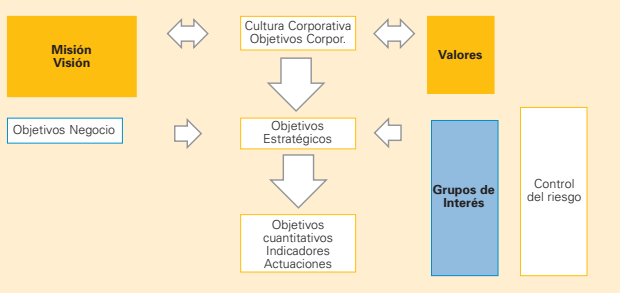 Misión
Visión
Cultura Corporativa
Objetivos Corpor.
Valores
Objetivos Negocio
Objetivos
Estratégicos
Grupos de
Interés
Control
del riesgo
Objetivos
cuantitativos
Indicadores
Actuaciones